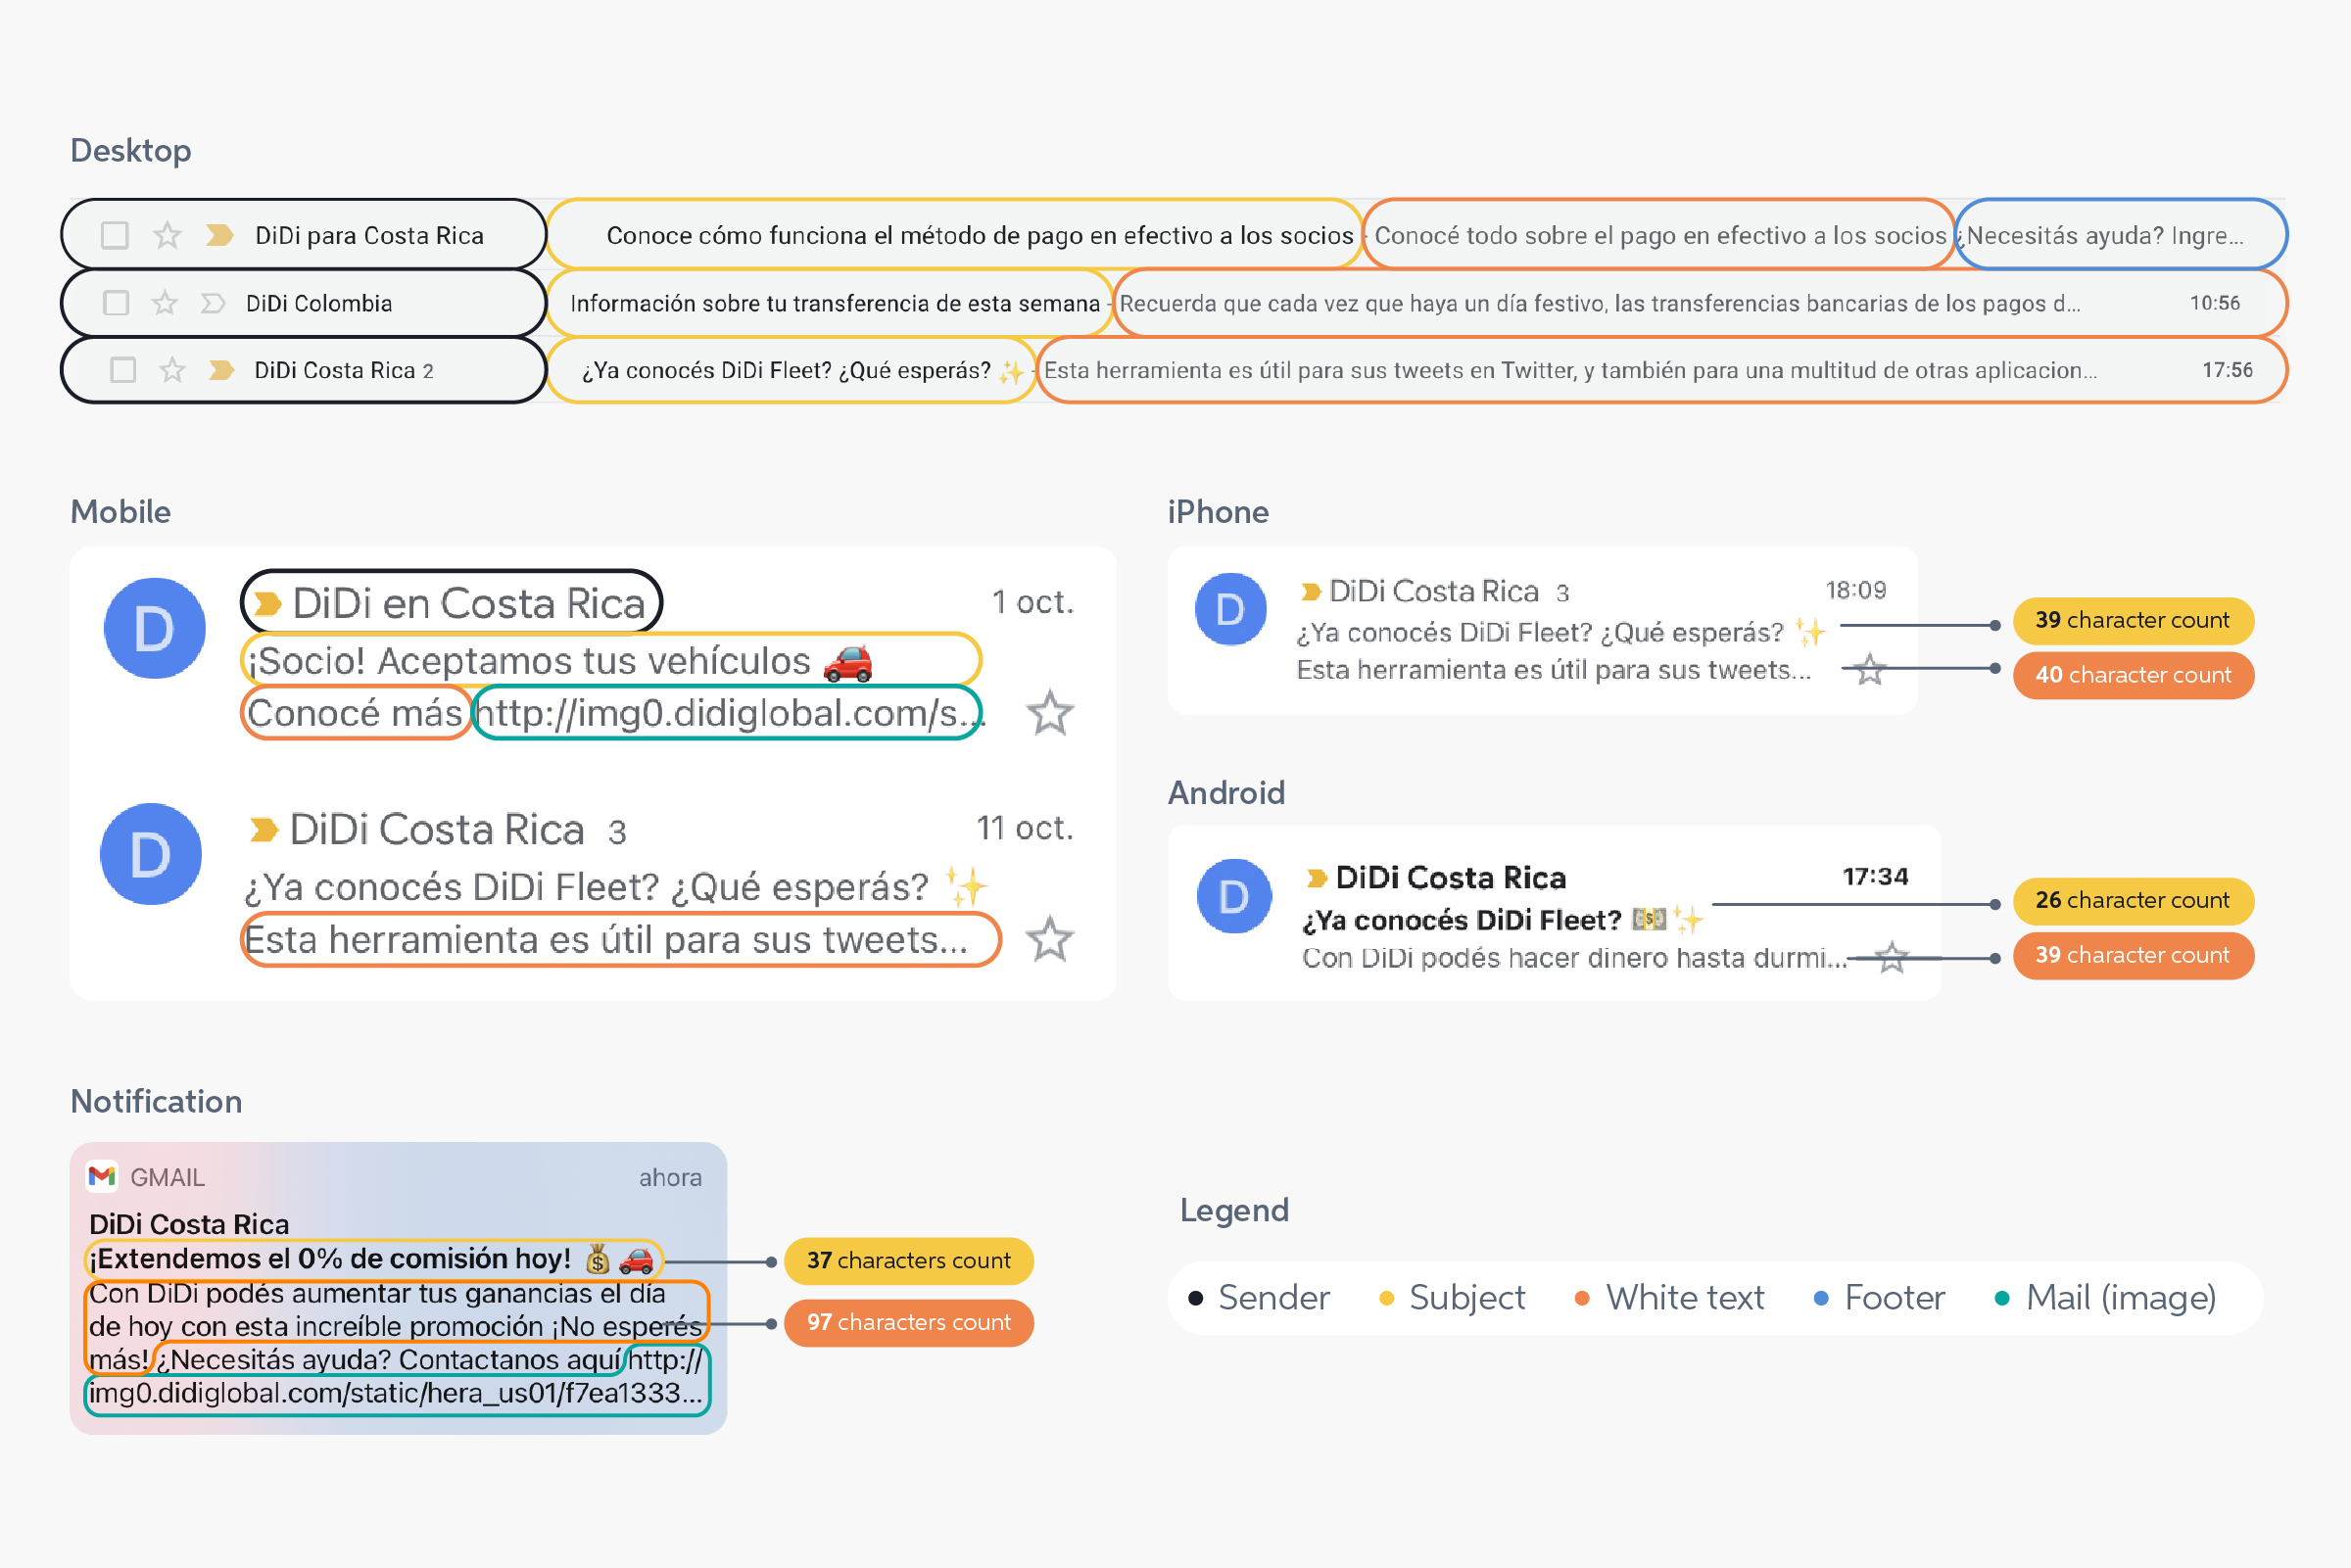 Desktop
DiDi para Costa Rica Conoce cómo funciona el método de pago en efectivo a los socios - Conocé todo sobre el pago en efectivo a los socios ¿Necesitás ayuda? Ingre...
DiDi Colombia Información sobre tu transferencia de esta semana - Recuerda que cada vez que haya un día festivo, las transferencias bancarias de los pagos d... 10:56
DiDi Costa Rica 2 ¿Ya conocés DiDi Fleet? ¿Qué esperás? ✨ - Esta herramienta es útil para sus tweets en Twitter, y también para una multitud de otras aplicacion... 17:56
Mobile
D
DiDi en Costa Rica 1 oct.
¡Socio! Aceptamos tus vehículos 🚗
Conocé más http://img0.didiglobal.com/s...
D
DiDi Costa Rica 3 11 oct.
¿Ya conocés DiDi Fleet? ¿Qué esperás? ✨
Esta herramienta es útil para sus tweets...
iPhone
D
DiDi Costa Rica 3 18:09
¿Ya conocés DiDi Fleet? ¿Qué esperás? ✨
Esta herramienta es útil para sus tweets...
39 character count
40 character count
Android
D
DiDi Costa Rica 17:34
¿Ya conocés DiDi Fleet? 💵✨
Con DiDi podés hacer dinero hasta durmi...
26 character count
39 character count
Notification
GMAIL ahora
DiDi Costa Rica
¡Extendemos el 0% de comisión hoy! 💰🚗
Con DiDi podés aumentar tus ganancias el día
de hoy con esta increíble promoción ¡No esperés
más! ¿Necesitás ayuda? Contactanos aquí http://
img0.didiglobal.com/static/hera_us01/f7ea1333...
37 characters count
97 characters count
Legend
Sender Subject White text Footer Mail (image)